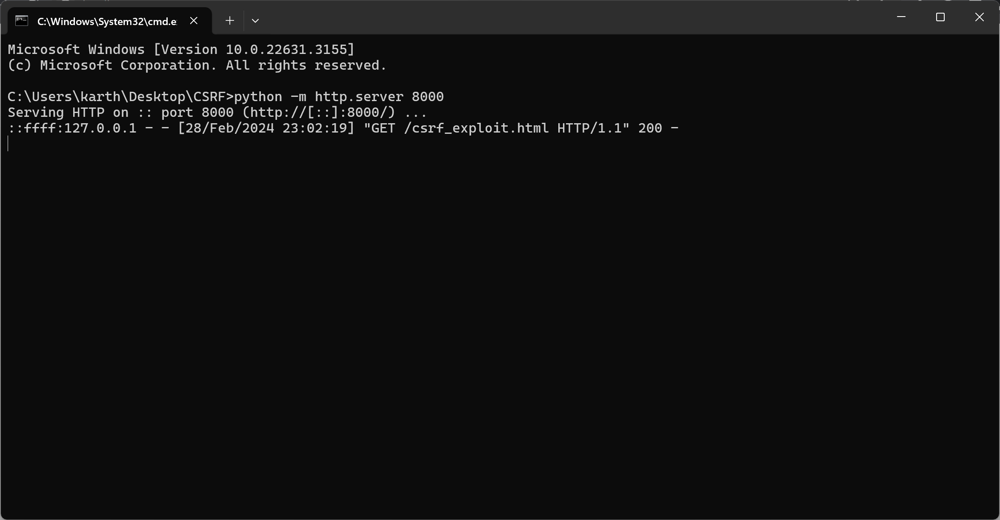 C:\Windows\System32\cmd.e
Microsoft Windows [Version 10.0.22631.3155]
(c) Microsoft Corporation. All rights reserved.
C:\Users\karth\Desktop\CSRF>python -m http.server 8000
Serving HTTP on :: port 8000 (http://[::]:8000/) ...
::ffff:127.0.0.1 - - [28/Feb/2024 23:02:19] "GET /csrf_exploit.html HTTP/1.1" 200 -